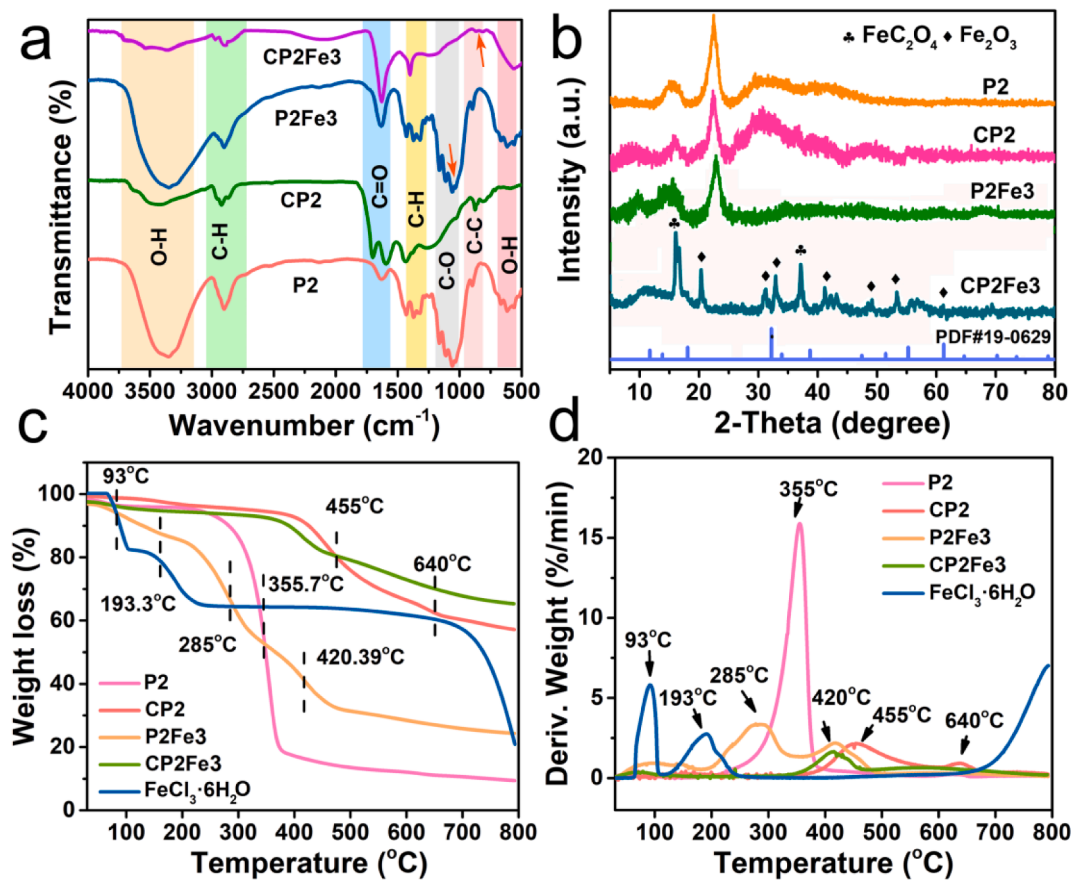 a
CP2Fe3
P2Fe3
CP2
P2
O-H
C-H
C=O
C-H
C-O
C-C
O-H
Transmittance (%)
4000 3500 3000 2500 2000 1500 1000 500
Wavenumber (cm⁻¹)
b
♣ FeC₂O₄ ♦ Fe₂O₃
P2
CP2
P2Fe3
CP2Fe3
PDF#19-0629
Intensity (a.u.)
10 20 30 40 50 60 70 80
2-Theta (degree)
c
93°C
455°C
640°C
193.3°C
355.7°C
285°C
420.39°C
P2
CP2
P2Fe3
CP2Fe3
FeCl₃·6H₂O
Weight loss (%)
100
80
60
40
20
0
100 200 300 400 500 600 700 800
Temperature (°C)
d
355°C
P2
CP2
P2Fe3
CP2Fe3
FeCl₃·6H₂O
93°C
193°C
285°C
420°C
455°C
640°C
Deriv. Weight (%/min)
20
15
10
5
0
100 200 300 400 500 600 700 800
Temperature (°C)